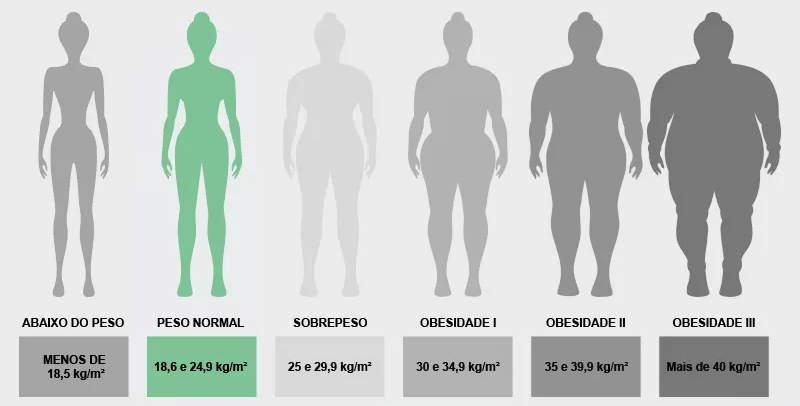 ABAIXO DO PESO
PESO NORMAL
SOBREPESO
OBESIDADE I
OBESIDADE II
OBESIDADE III
MENOS DE
18,5 kg/m²
18,6 e 24,9 kg/m²
25 e 29,9 kg/m²
30 e 34,9 kg/m²
35 e 39,9 kg/m²
Mais de 40 kg/m²